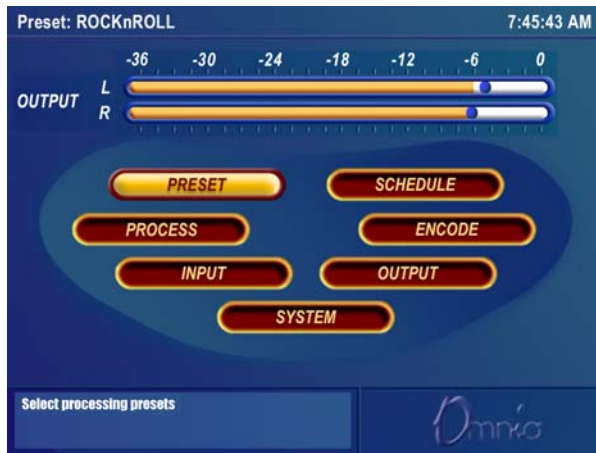 Preset: ROCKnROLL 7:45:43 AM
-36 -30 -24 -18 -12 -6 0
OUTPUT
L
R
PRESET SCHEDULE
PROCESS ENCODE
INPUT OUTPUT
SYSTEM
Select processing presets
Omnia